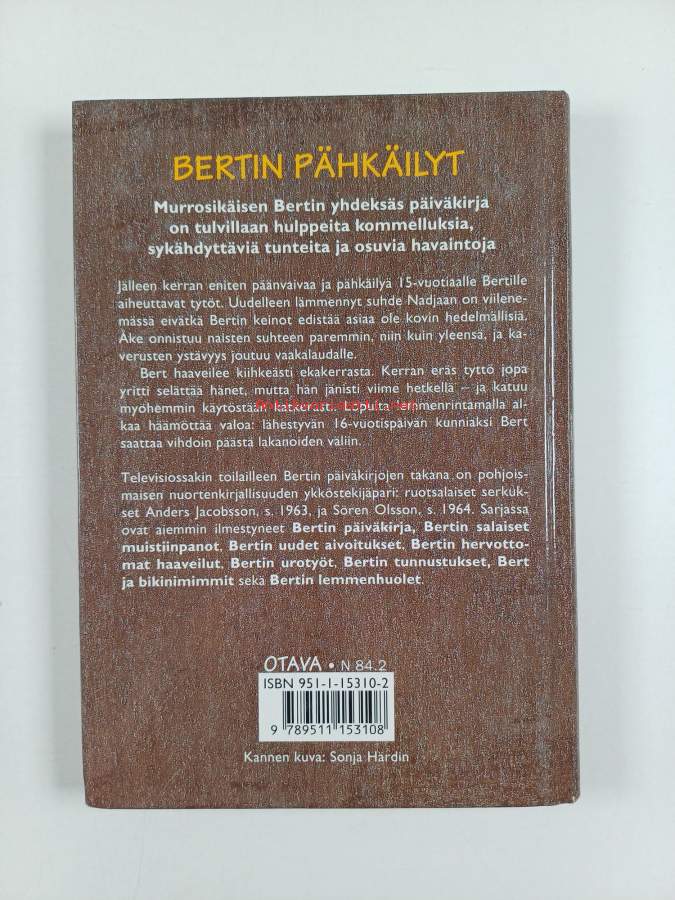 BERTIN PÄHKÄILYT
Murrosikäisen Bertin yhdeksäs päiväkirja
on tulvillaan hulppeita kommelluksia,
sykähdyttäviä tunteita ja osuvia havaintoja
Jälleen kerran eniten päänvaivaa ja pähkäilyä 15-vuotiaalle Bertille
aiheuttavat tytöt. Uudelleen lämmennyt suhde Nadjaan on viilene-
mässä eivätkä Bertin keinot edistää asiaa ole kovin hedelmällisiä.
Åke onnistuu naisten suhteen paremmin, niin kuin yleensä, ja ka-
verusten ystävyys joutuu vaakalaudalle.
Bert haaveilee kiihkeästi ekakerrasta. Kerran eräs tyttö jopa
yritti selättää hänet, mutta hän jänisti viime hetkellä – ja katuu
myöhemmin käytöstään katkerasti. Lopulta lemmenrintamalla al-
kaa häämöttää valoa: lähestyvän 16-vuotispäivän kunniaksi Bert
saattaa vihdoin päästä lakanoiden väliin.
Televisiossakin toilailleen Bertin päiväkirjojen takana on pohjois-
maisen nuortenkirjallisuuden ykköstekijäpari: ruotsalaiset serkuk-
set Anders Jacobsson, s. 1963, ja Sören Olsson, s. 1964. Sarjassa
ovat aiemmin ilmestyneet Bertin päiväkirja, Bertin salaiset
muistiinpanot, Bertin uudet aivoitukset, Bertin hervotto-
mat haaveilut, Bertin urotyöt, Bertin tunnustukset, Bert
ja bikinimimmit sekä Bertin lemmenhuolet.
OTAVA • N 84.2
ISBN 951-1-15310-2
9 789511 153108
Kannen kuva: Sonja Härdin